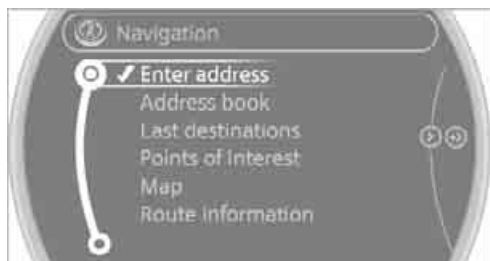 Navigation
Enter address
Address book
Last destinations
Points of Interest
Map
Route information